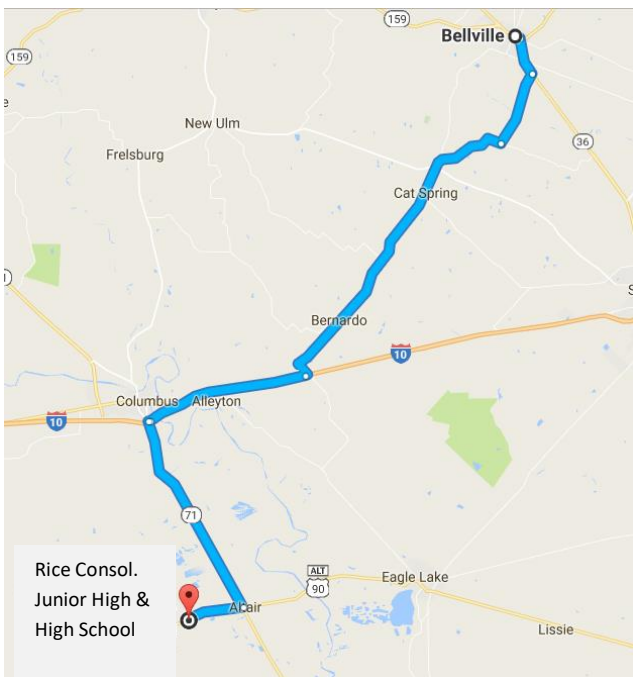 159
Bellville
159
New Ulm
36
Frelsburg
Cat Spring
Bernardo
10
Columbus
Alleyton
10
71
ALT
90
Eagle Lake
Lissie
Rice Consol.
Junior High &
High School